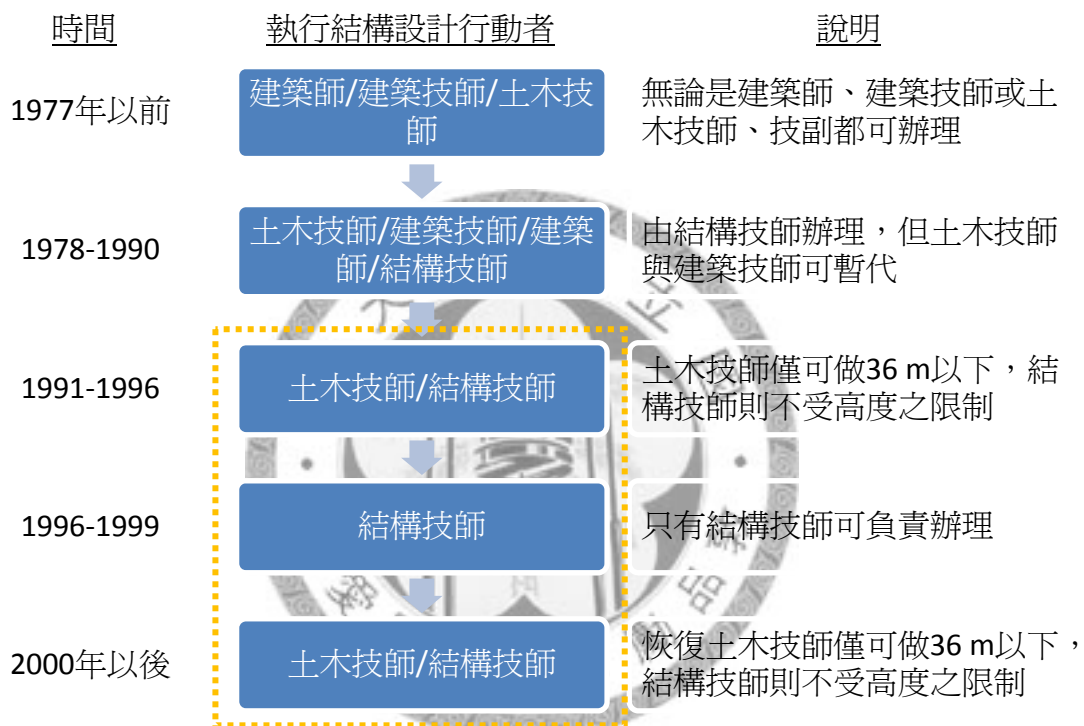 時間 執行結構設計行動者 說明
1977年以前
建築師/建築技師/土木技
師
無論是建築師、建築技師或土
木技師、技副都可辦理
1978-1990
土木技師/建築技師/建築
師/結構技師
由結構技師辦理，但土木技師
與建築技師可暫代
1991-1996
土木技師/結構技師
土木技師僅可做36 m以下，結
構技師則不受高度之限制
1996-1999
結構技師
只有結構技師可負責辦理
2000年以後
土木技師/結構技師
恢復土木技師僅可做36 m以下，
結構技師則不受高度之限制